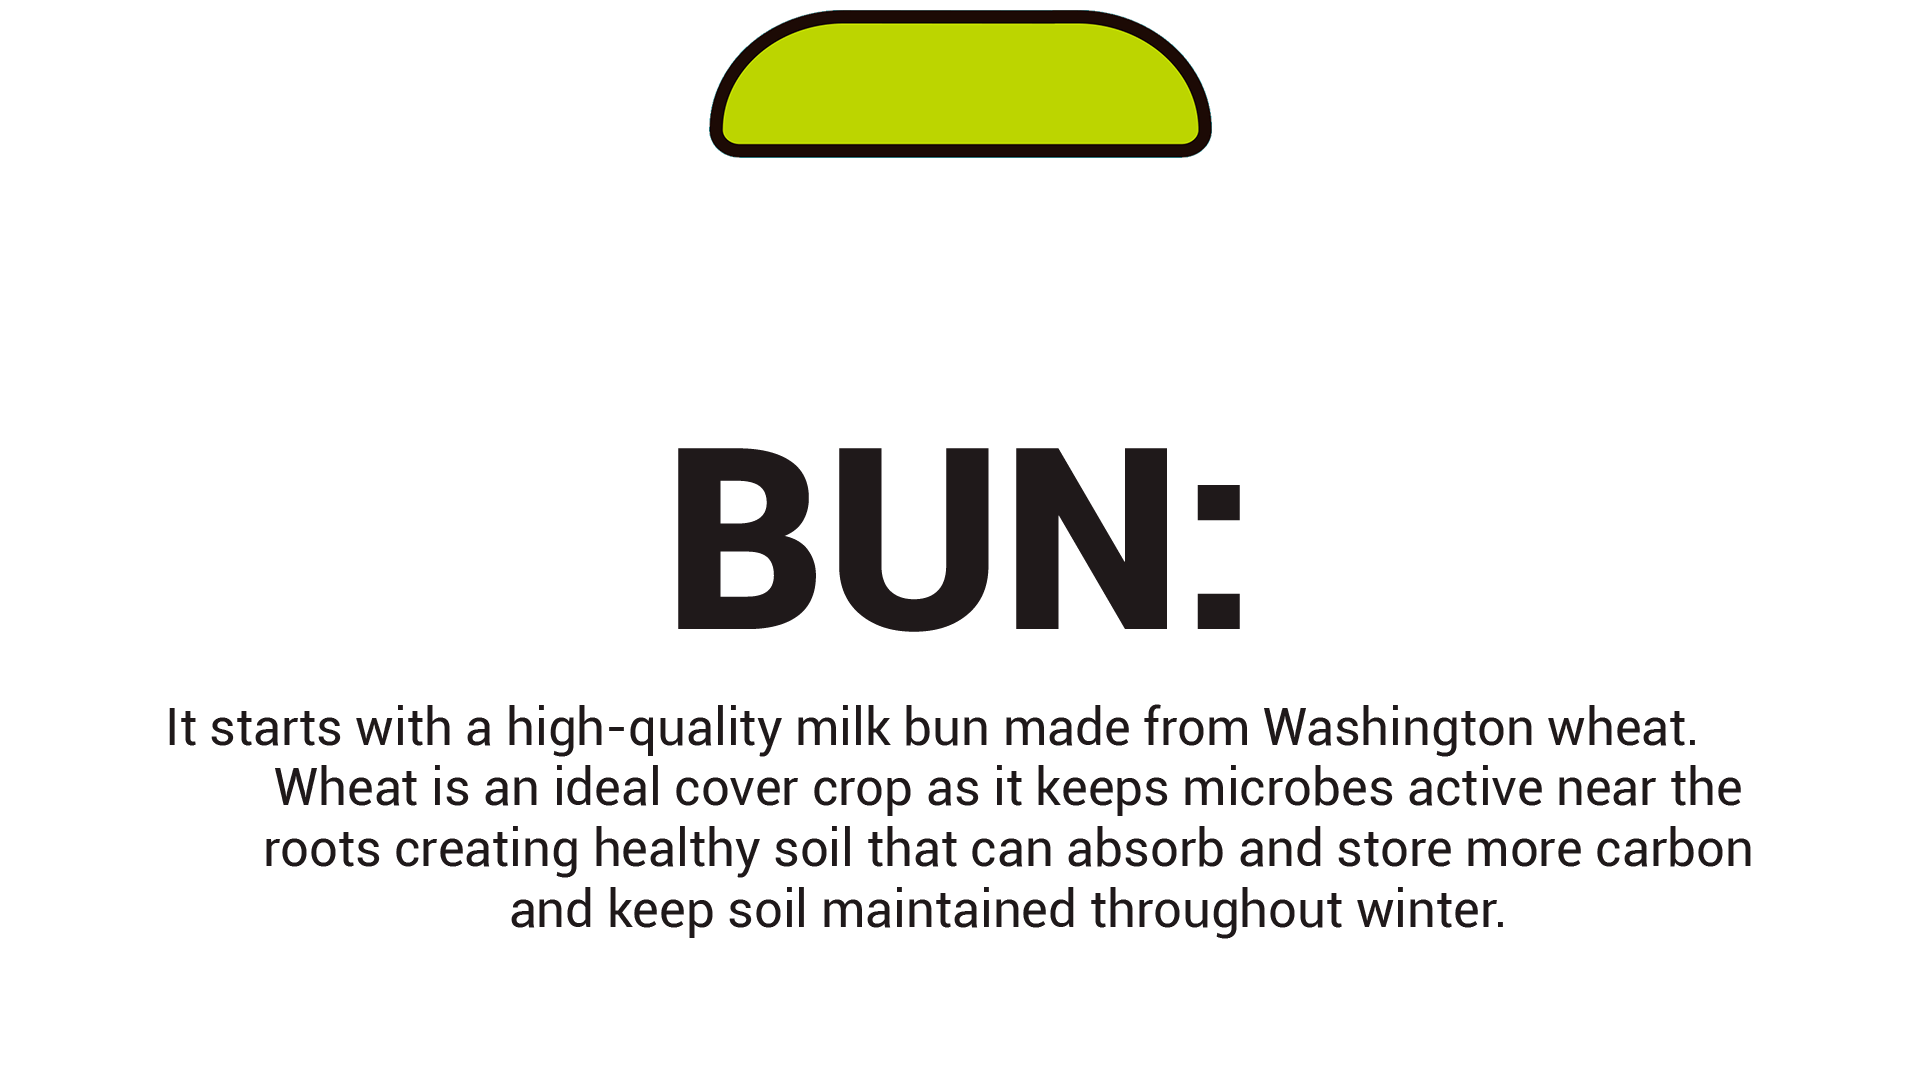 BUN:
It starts with a high-quality milk bun made from Washington wheat.
Wheat is an ideal cover crop as it keeps microbes active near the
roots creating healthy soil that can absorb and store more carbon
and keep soil maintained throughout winter.